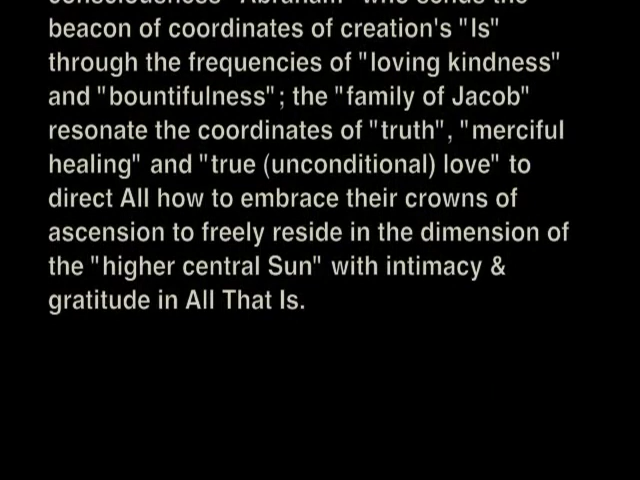 consciousness "Abraham" who sends the
beacon of coordinates of creation's "Is"
through the frequencies of "loving kindness"
and "bountifulness"; the "family of Jacob"
resonate the coordinates of "truth", "merciful
healing" and "true (unconditional) love" to
direct All how to embrace their crowns of
ascension to freely reside in the dimension of
the "higher central Sun" with intimacy &
gratitude in All That Is.